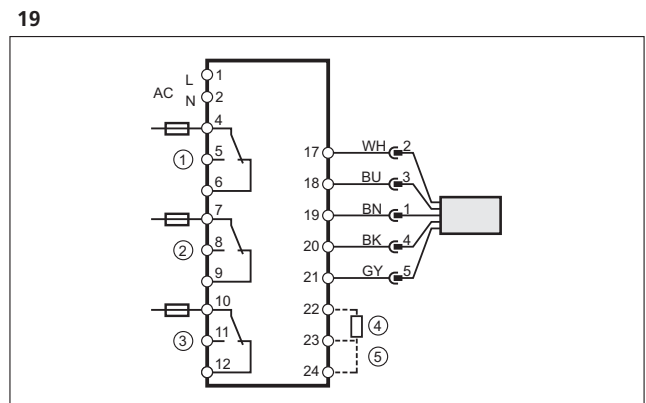 19
L 1
AC N 2
4
① 5
6
7
② 8
9
10
③ 11
12
17 WH 2
18 BU 3
19 BN 1
20 BK 4
21 GY 5
22
④
23
⑤
24